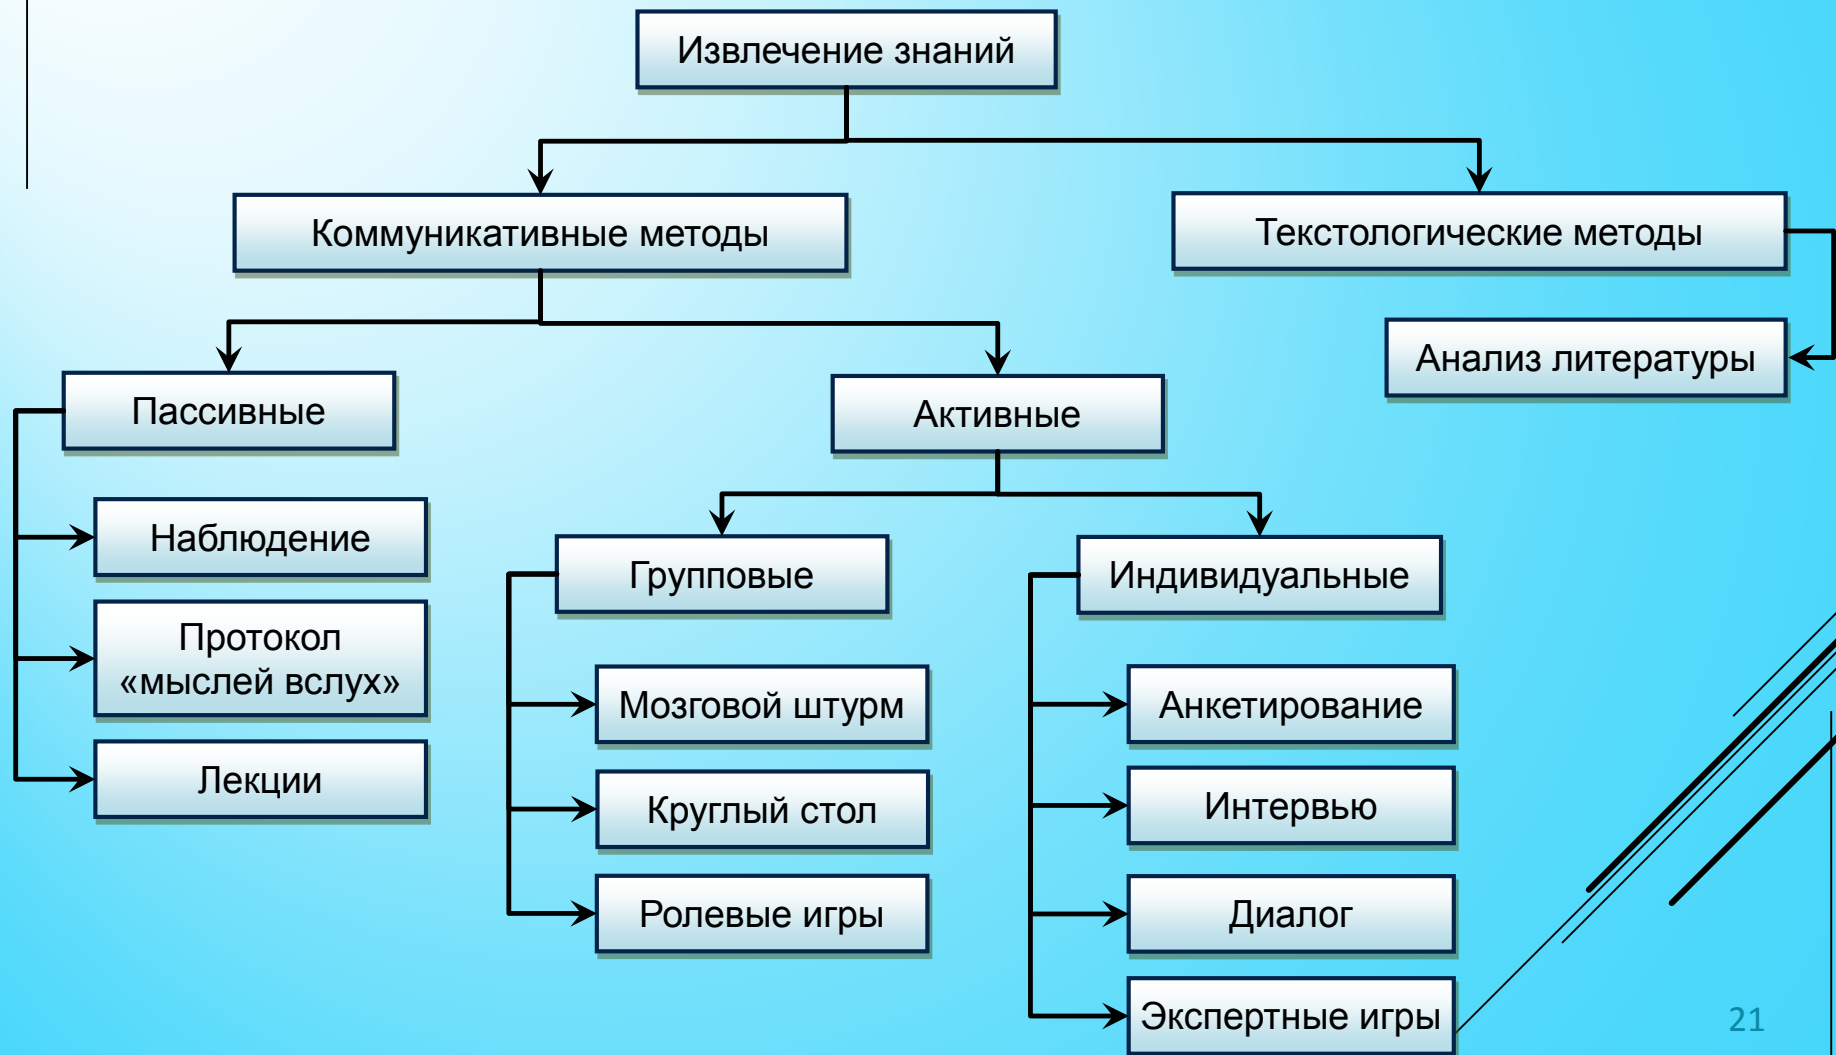 Извлечение знаний
Коммуникативные методы
Текстологические методы
Анализ литературы
Пассивные
Активные
Наблюдение
Протокол
«мыслей вслух»
Лекции
Групповые
Индивидуальные
Мозговой штурм
Круглый стол
Ролевые игры
Анкетирование
Интервью
Диалог
Экспертные игры
21